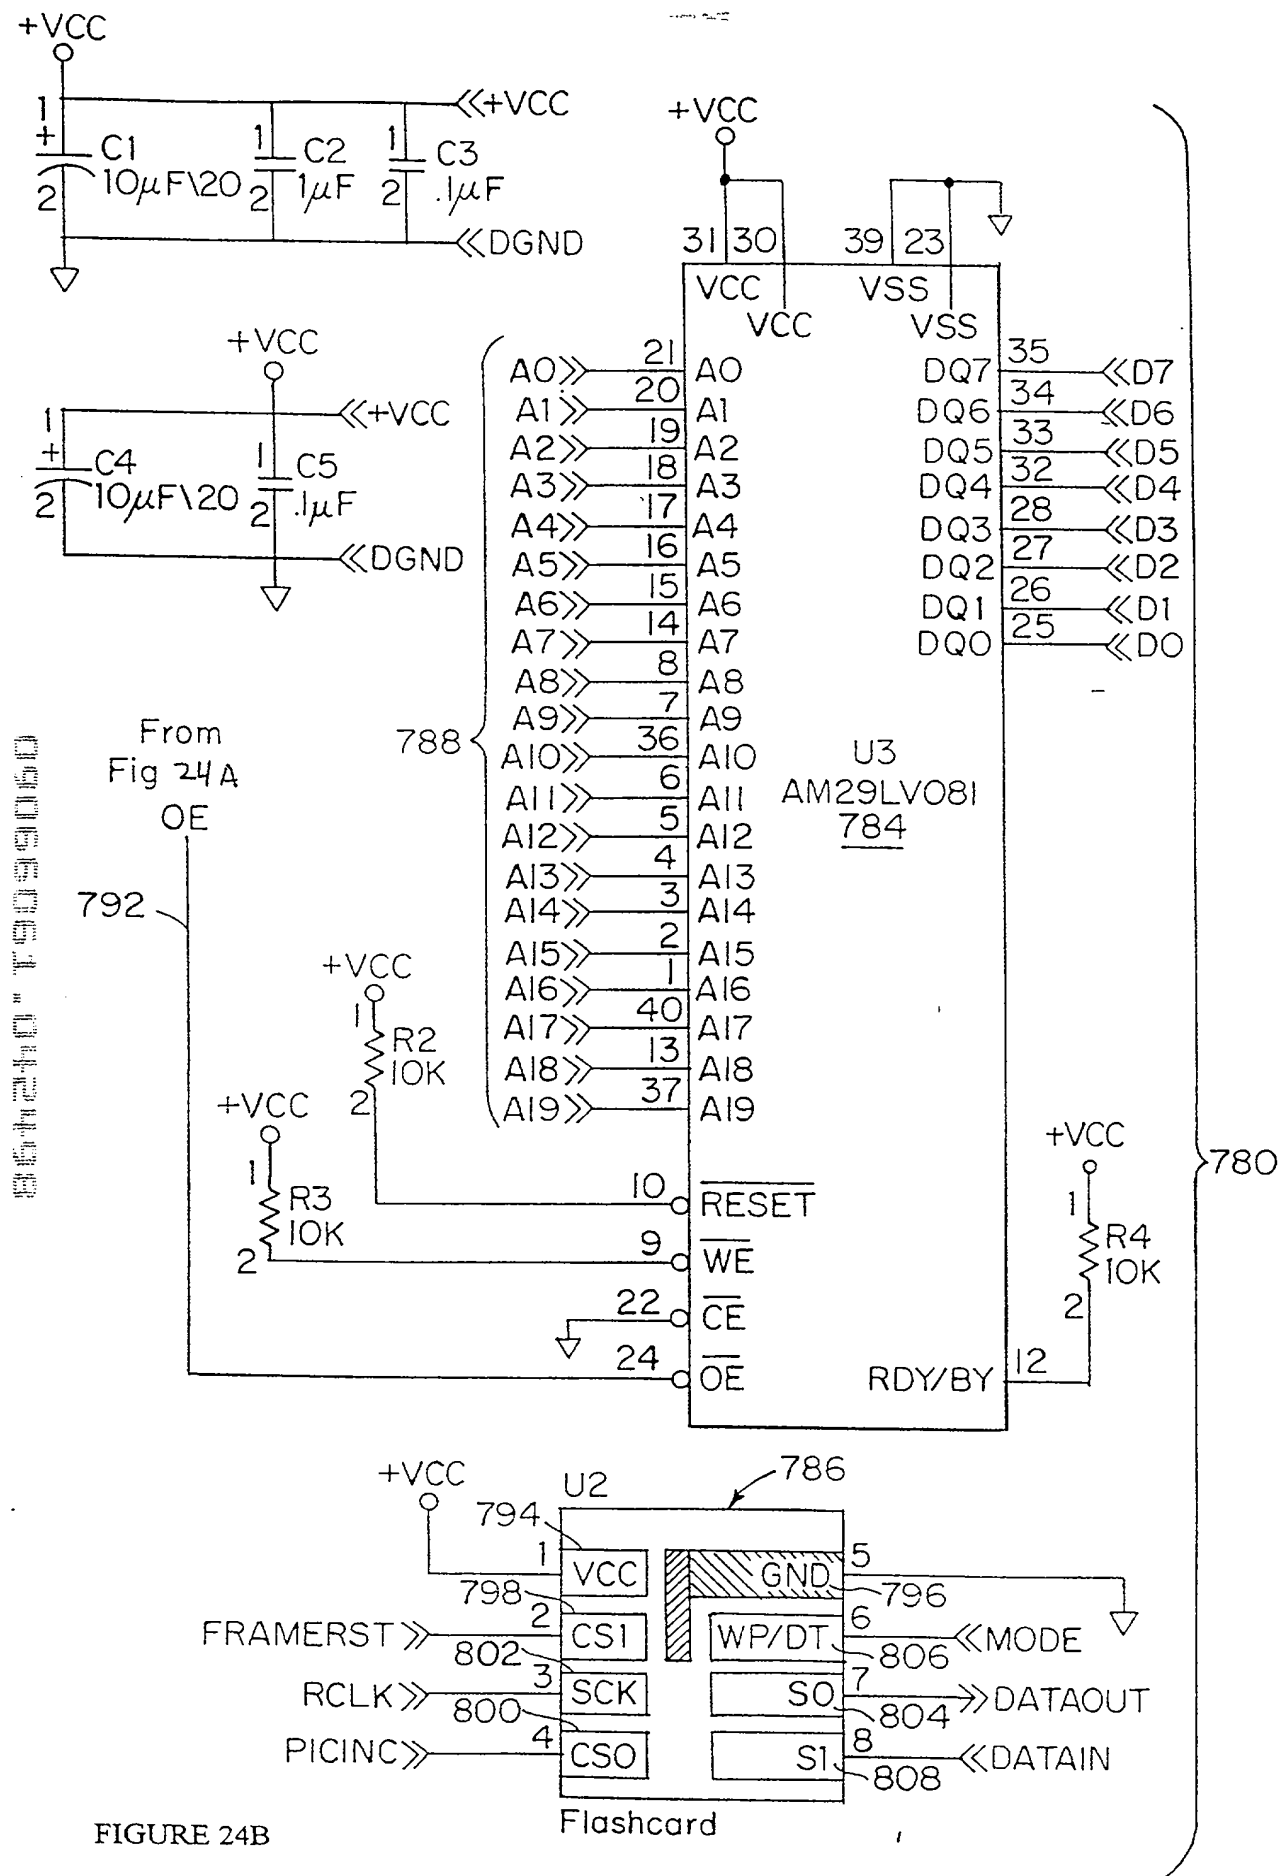 +VCC
1
+
C1
10µF\20
2
1
C2
1µF
2
1
C3
.1µF
2
<<+VCC
<<DGND
+VCC
31 30
39 23
VCC
VCC
VSS
VSS
+VCC
1
+
C4
10µF\20
2
1
C5
.1µF
2
<<+VCC
<<DGND
A0>> 21 A0
A1>> 20 A1
A2>> 19 A2
A3>> 18 A3
A4>> 17 A4
A5>> 16 A5
A6>> 15 A6
A7>> 14 A7
A8>> 8 A8
A9>> 7 A9
A10>> 36 A10
A11>> 6 A11
A12>> 5 A12
A13>> 4 A13
A14>> 3 A14
A15>> 2 A15
A16>> 1 A16
A17>> 40 A17
A18>> 13 A18
A19>> 37 A19
788
DQ7 35 <<D7
DQ6 34 <<D6
DQ5 33 <<D5
DQ4 32 <<D4
DQ3 28 <<D3
DQ2 27 <<D2
DQ1 26 <<D1
DQ0 25 <<D0
U3
AM29LV081
784
From
Fig 24A
OE
792
+VCC
1
R2
10K
2
+VCC
1
R3
10K
2
10 RESET
9 WE
22 CE
24 OE
RDY/BY 12
+VCC
1
R4
10K
2
780
+VCC
U2
786
794
1 VCC
798
FRAMERST>> 2 CS1
802
RCLK>> 3 SCK
800
PICINC>> 4 CSO
GND 5
796
WP/DT 6 <<MODE
806
SO 7 >>DATAOUT
804
S1 8 <<DATAIN
808
Flashcard
FIGURE 24B
09066061.042498